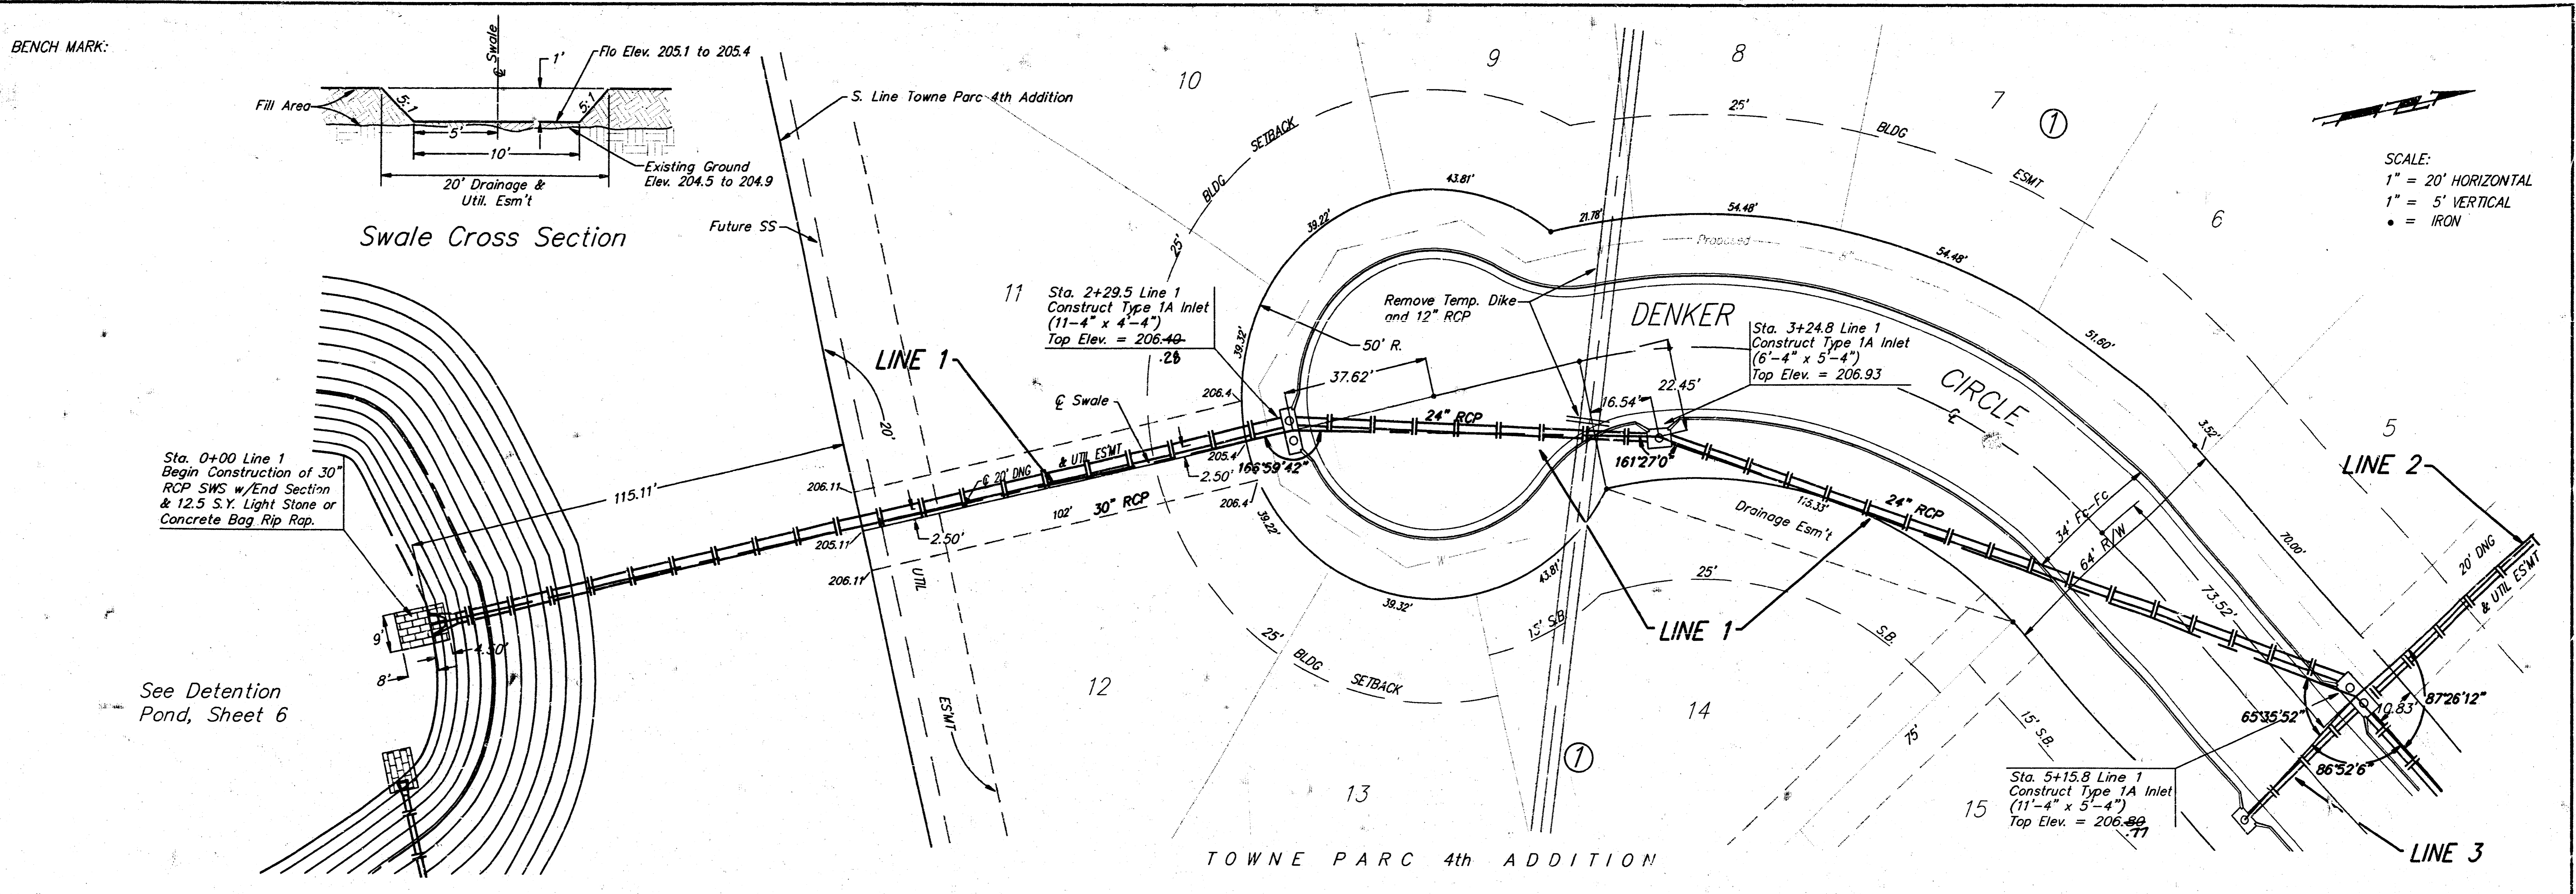 BENCH MARK:
℄ Swale
1'
Flo Elev. 205.1 to 205.4
Fill Area
5:1
5:1
5'
10'
Existing Ground
Elev. 204.5 to 204.9
20' Drainage &
Util. Esm't
Swale Cross Section
S. Line Towne Parc 4th Addition
Future SS
10
9
8
7
1
6
5
11
12
13
14
15
1
SCALE:
1" = 20' HORIZONTAL
1" = 5' VERTICAL
• = IRON
BLDG
SETBACK
25'
25'
BLDG
ESMT
43.81'
39.22'
39.32'
21.78'
54.48'
Proposed
54.48'
51.80'
3.52'
70.00'
Sta. 2+29.5 Line 1
Construct Type 1A Inlet
(11-4" x 4'-4")
Top Elev. = 206.40
.28
Remove Temp. Dike
and 12" RCP
DENKER
CIRCLE
℄
Sta. 3+24.8 Line 1
Construct Type 1A Inlet
(6'-4" x 5'-4")
Top Elev. = 206.93
50' R.
37.62'
22.45'
16.54'
24" RCP
LINE 1
℄ Swale
206.4
205.4
206.4
2.50'
166°59'42"
161°27'0"
20'
℄ 20' DNG & UTIL ES'MT
206.11
205.11
206.11
2.50'
102'
30" RCP
115.11'
UTIL
ES'MT
Sta. 0+00 Line 1
Begin Construction of 30"
RCP SWS w/End Section
& 12.5 S.Y. Light Stone or
Concrete Bag Rip Rap.
9'
8'
4.50'
See Detention
Pond, Sheet 6
39.22'
39.32'
43.81'
W
25'
BLDG
SETBACK
15' S.B.
25'
S.B.
LINE 1
Drainage Esm't
115.33'
24" RCP
34' Fc-Fc
64' R/W
73.52'
LINE 2
20' DNG
& UTIL ES'MT
75'
15' S.B.
65°35'52"
10.83'
87°26'12"
86°52'6"
Sta. 5+15.8 Line 1
Construct Type 1A Inlet
(11'-4" x 5'-4")
Top Elev. = 206.80
.77
LINE 3
TOWNE PARC 4th ADDITION